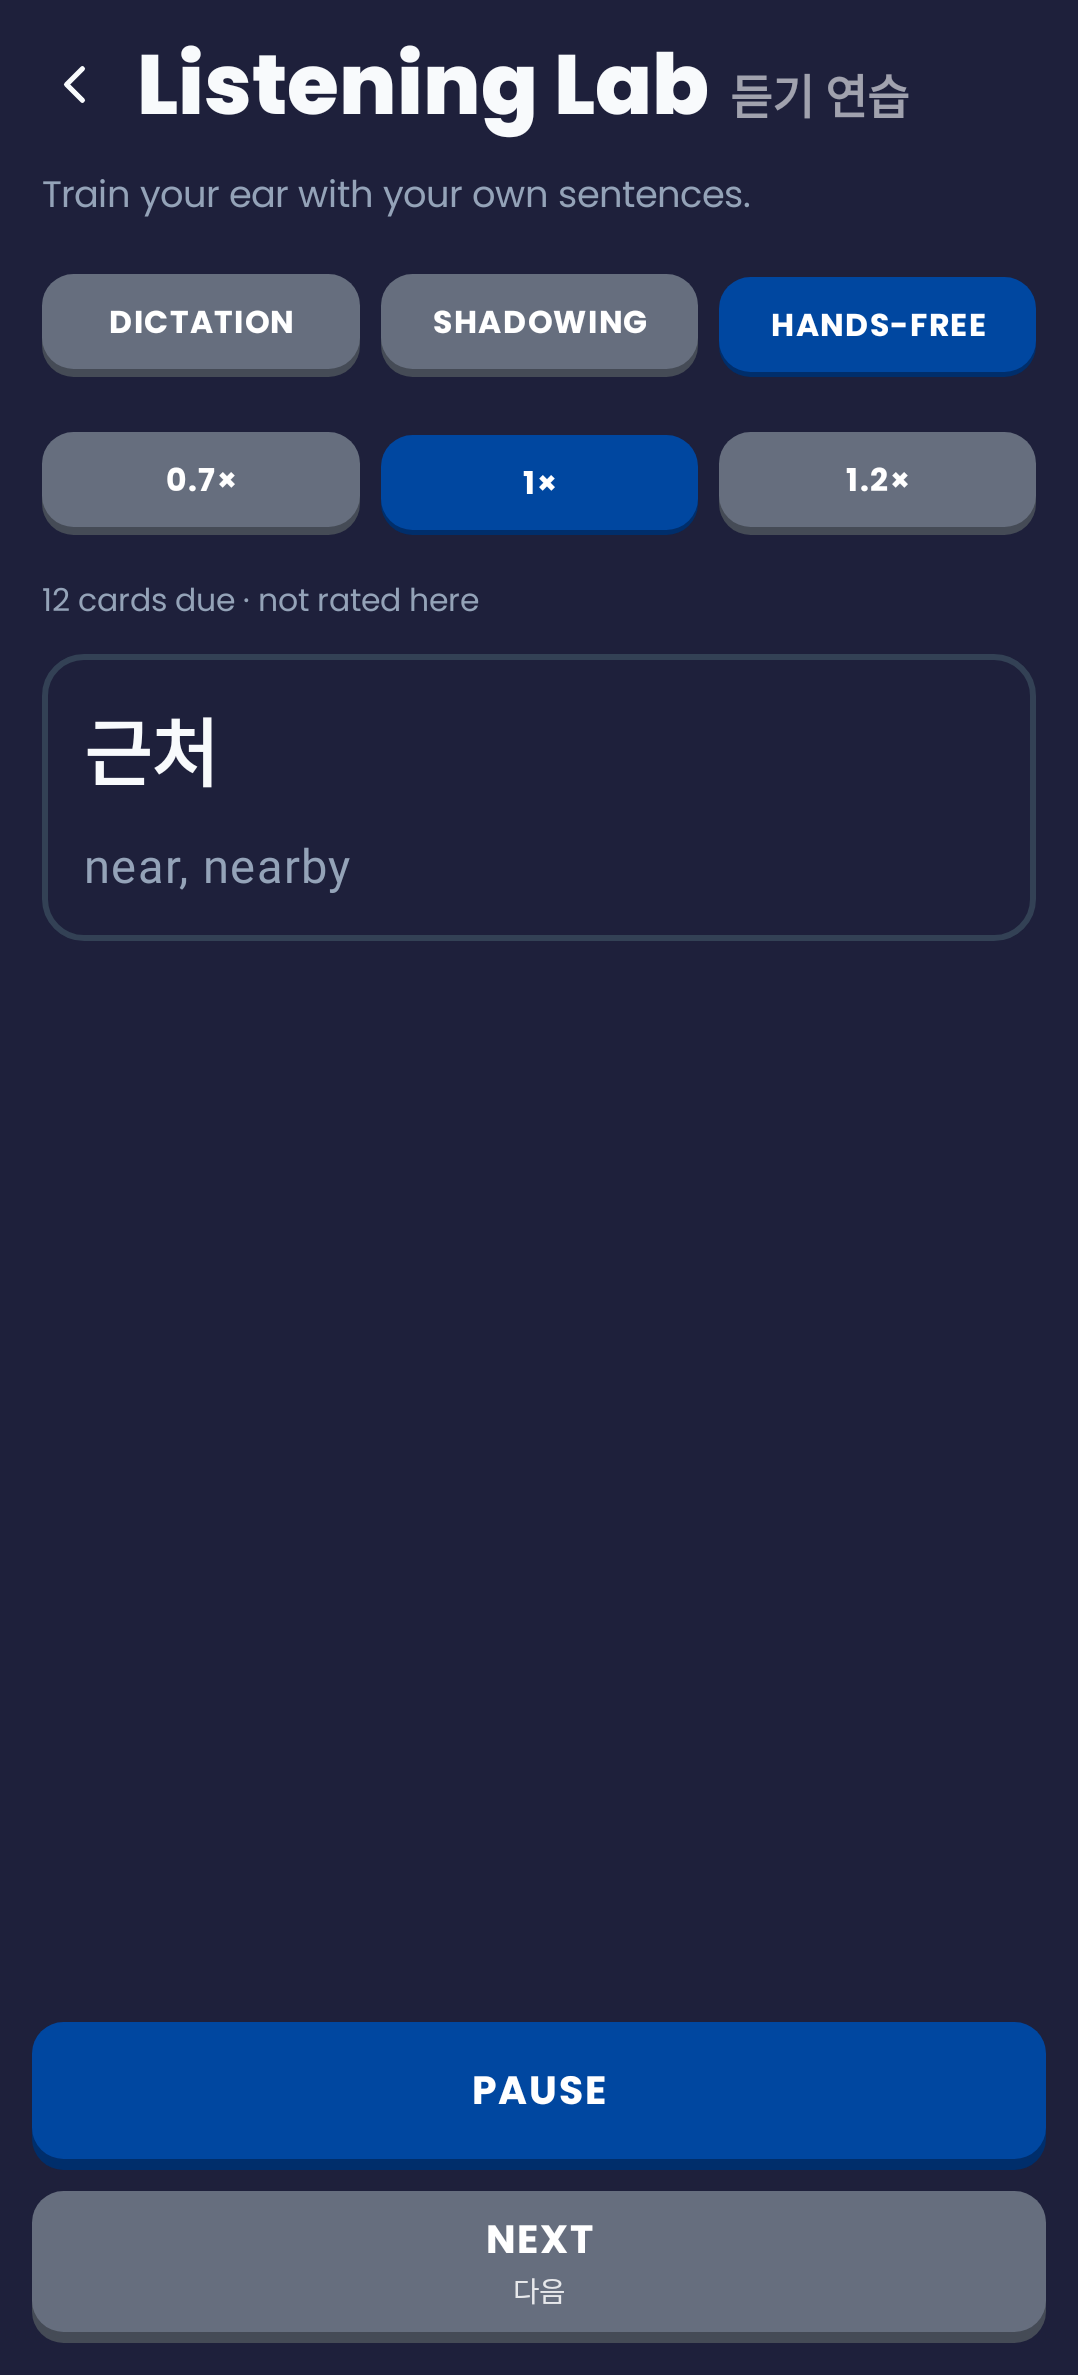 Listening Lab 듣기 연습
Train your ear with your own sentences.
DICTATION SHADOWING HANDS-FREE
0.7× 1× 1.2×
12 cards due · not rated here
근처
near, nearby
PAUSE
NEXT
다음